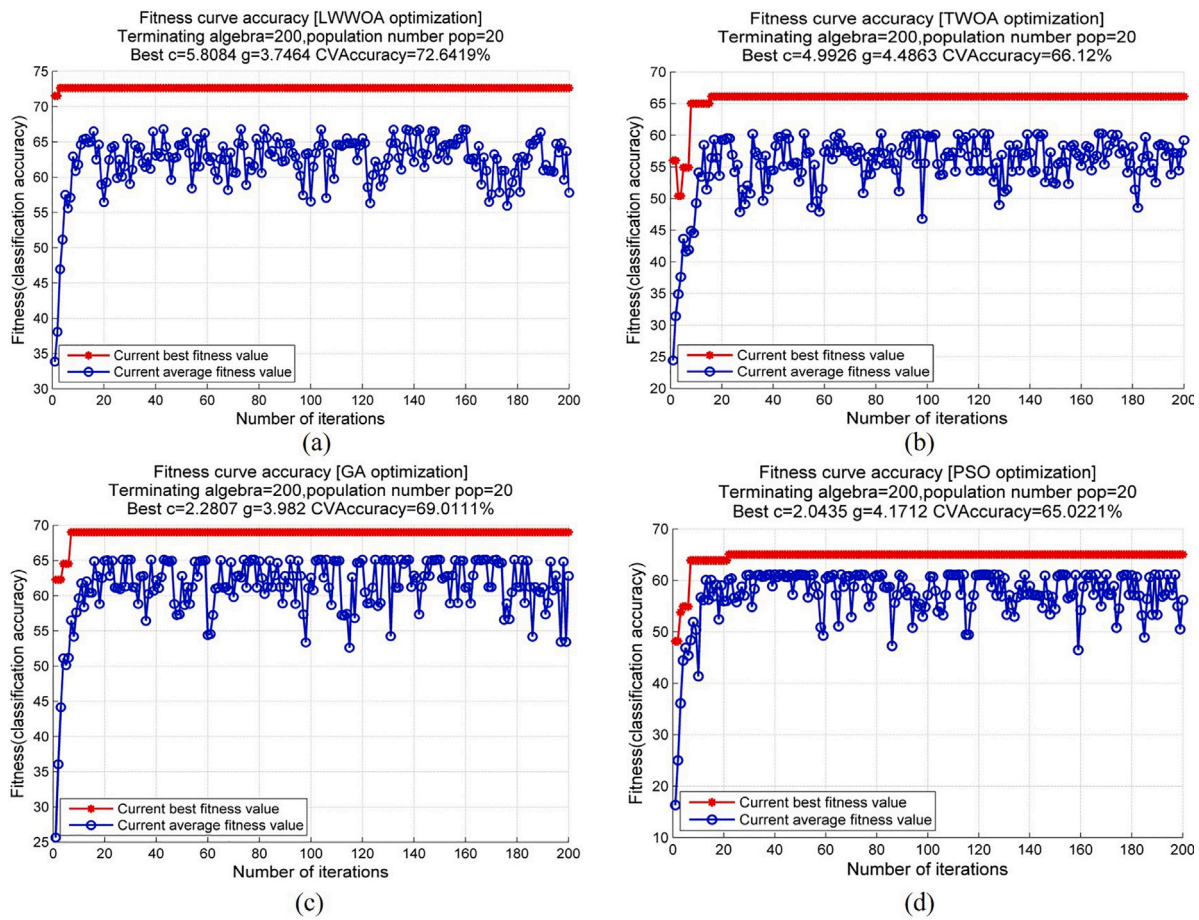 Fitness curve accuracy [LWWOA optimization]
Terminating algebra=200,population number pop=20
Best c=5.8084 g=3.7464 CVAccuracy=72.6419%
Fitness(classification accuracy)
75
70
65
60
55
50
45
40
35
30
Current best fitness value
Current average fitness value
0 20 40 60 80 100 120 140 160 180 200
Number of iterations
(a)
Fitness curve accuracy [TWOA optimization]
Terminating algebra=200,population number pop=20
Best c=4.9926 g=4.4863 CVAccuracy=66.12%
Fitness(classification accuracy)
70
65
60
55
50
45
40
35
30
25
20
Current best fitness value
Current average fitness value
0 20 40 60 80 100 120 140 160 180 200
Number of iterations
(b)
Fitness curve accuracy [GA optimization]
Terminating algebra=200,population number pop=20
Best c=2.2807 g=3.982 CVAccuracy=69.0111%
Fitness(classification accuracy)
70
65
60
55
50
45
40
35
30
25
Current best fitness value
Current average fitness value
0 20 40 60 80 100 120 140 160 180 200
Number of iterations
(c)
Fitness curve accuracy [PSO optimization]
Terminating algebra=200,population number pop=20
Best c=2.0435 g=4.1712 CVAccuracy=65.0221%
Fitness(classification accuracy)
70
60
50
40
30
20
10
Current best fitness value
Current average fitness value
0 20 40 60 80 100 120 140 160 180 200
Number of iterations
(d)